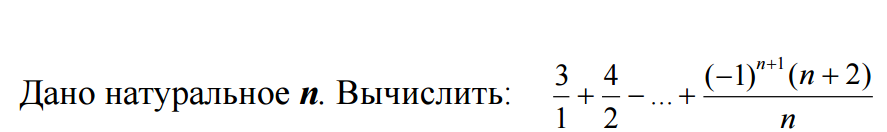 Дано натуральное n. Вычислить: 3/1 + 4/2 − ... + (−1)^{n+1}(n + 2)/n